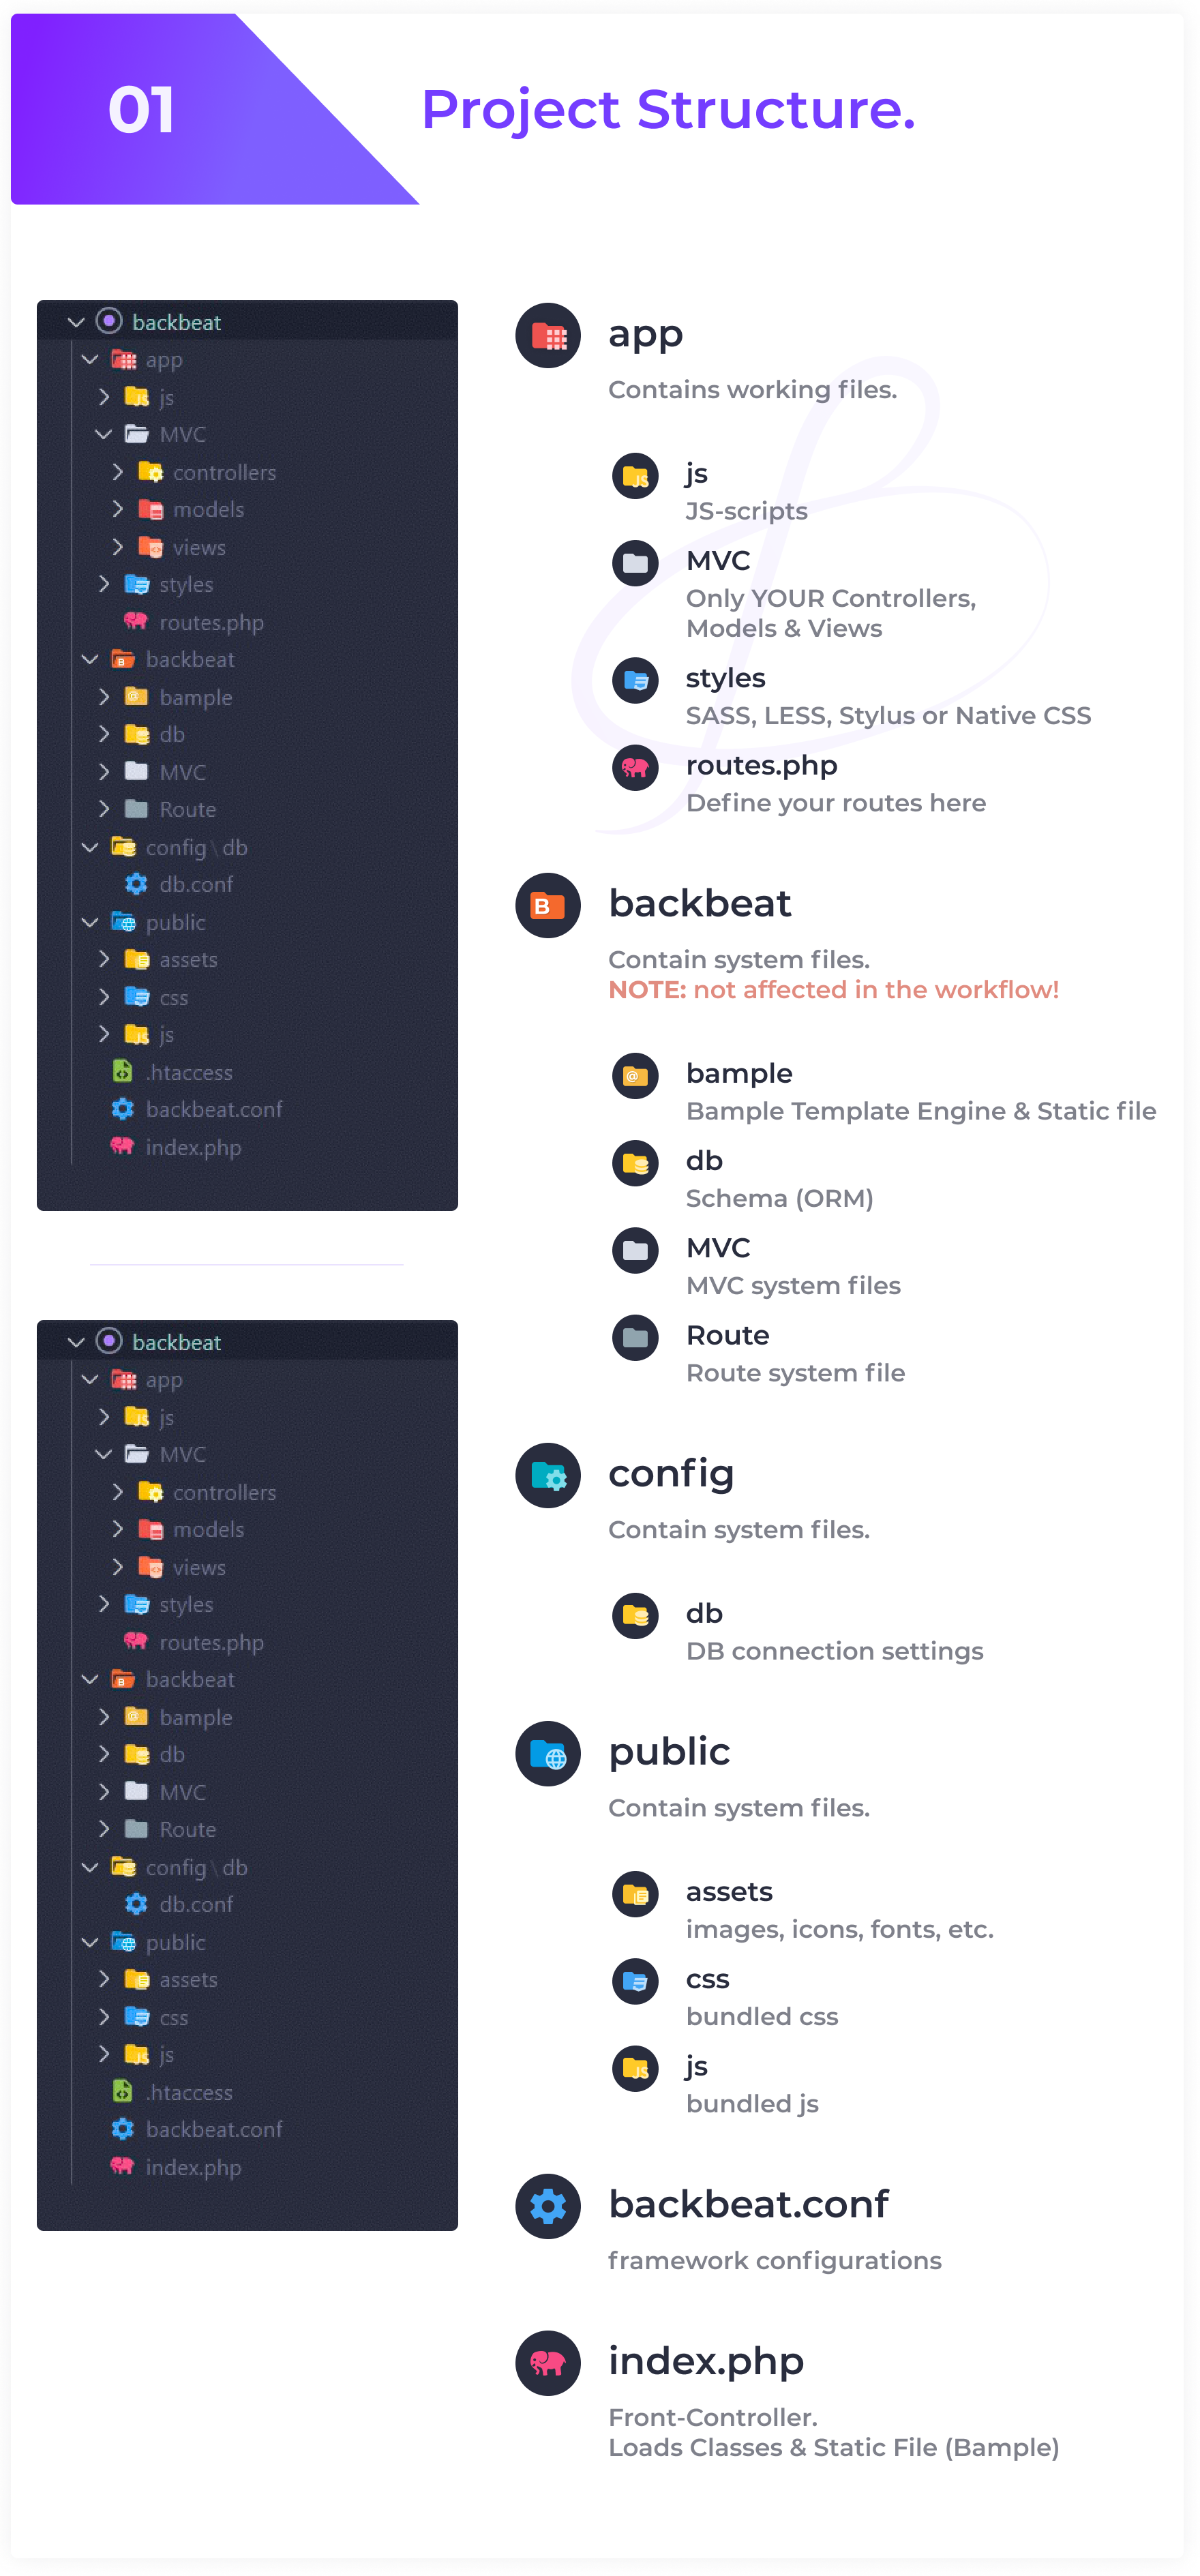 01
Project Structure.
backbeat
app
js
MVC
controllers
models
views
styles
routes.php
backbeat
bample
db
MVC
Route
config\db
db.conf
public
assets
css
js
.htaccess
backbeat.conf
index.php
backbeat
app
js
MVC
controllers
models
views
styles
routes.php
backbeat
bample
db
MVC
Route
config\db
db.conf
public
assets
css
js
.htaccess
backbeat.conf
index.php
app
Contains working files.
JS
js
JS-scripts
MVC
Only YOUR Controllers,
Models & Views
styles
SASS, LESS, Stylus or Native CSS
routes.php
Define your routes here
B
backbeat
Contain system files.
NOTE: not affected in the workflow!
@
bample
Bample Template Engine & Static file
db
Schema (ORM)
MVC
MVC system files
Route
Route system file
config
Contain system files.
db
DB connection settings
public
Contain system files.
assets
images, icons, fonts, etc.
css
bundled css
JS
js
bundled js
backbeat.conf
framework configurations
index.php
Front-Controller.
Loads Classes & Static File (Bample)